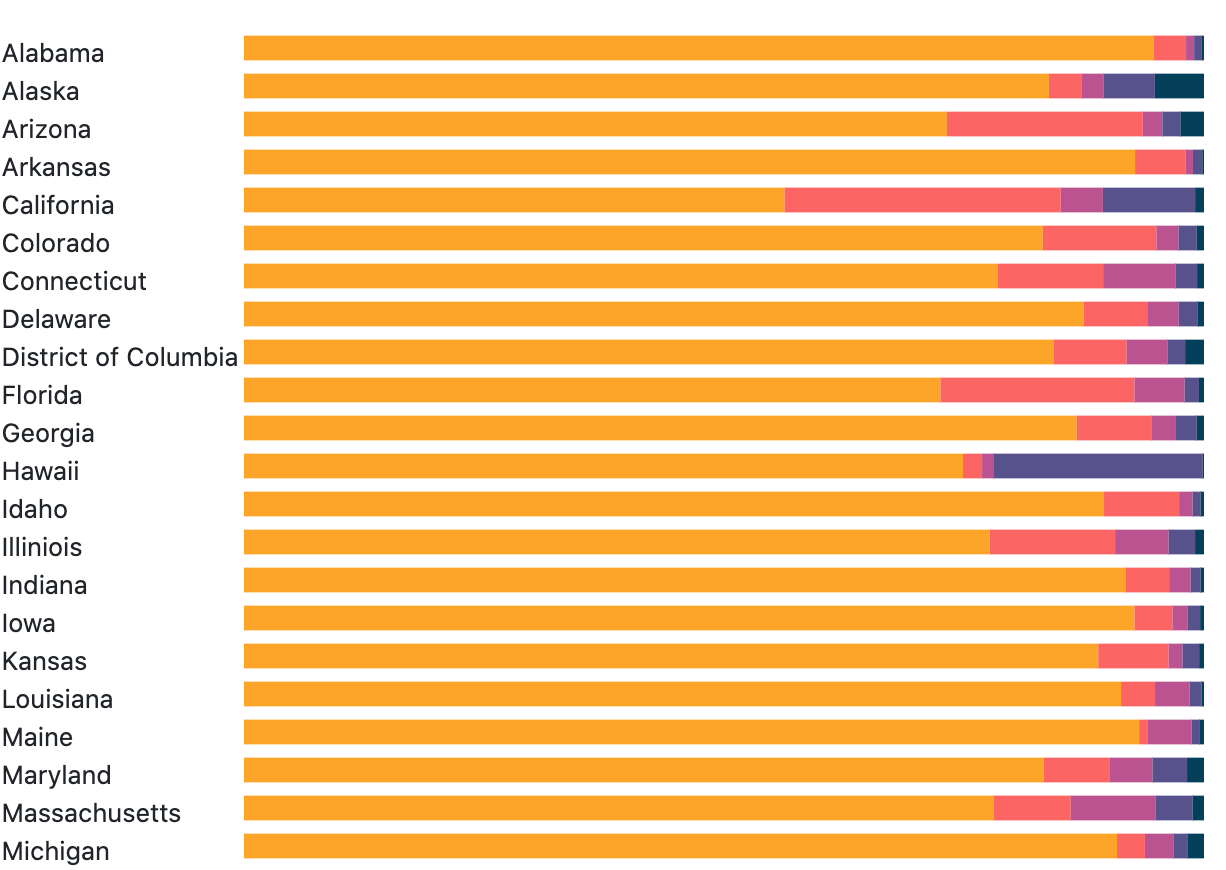 Alabama
Alaska
Arizona
Arkansas
California
Colorado
Connecticut
Delaware
District of Columbia
Florida
Georgia
Hawaii
Idaho
Illiniois
Indiana
Iowa
Kansas
Louisiana
Maine
Maryland
Massachusetts
Michigan